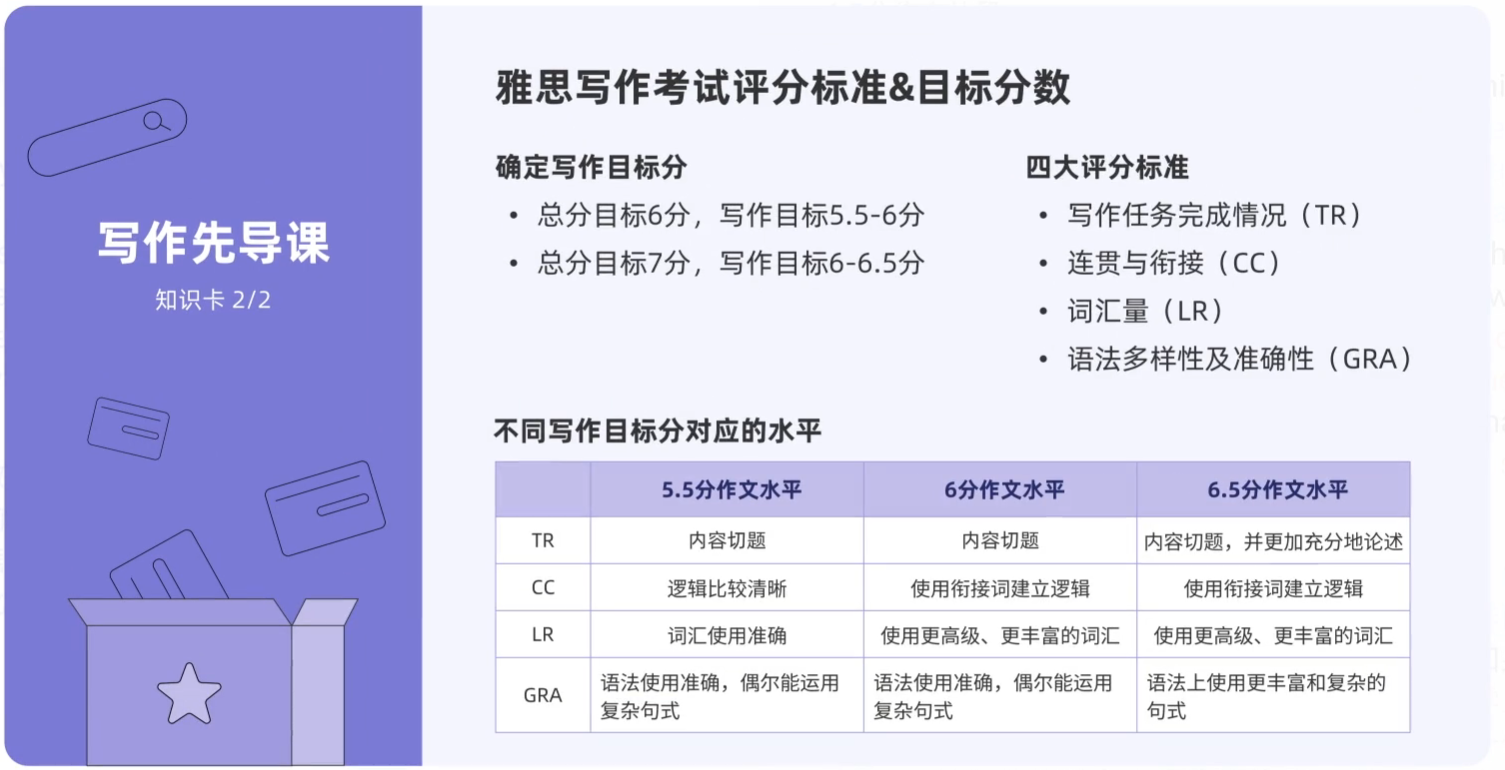 写作先导课
知识卡 2/2
雅思写作考试评分标准&目标分数
确定写作目标分
• 总分目标6分，写作目标5.5-6分
• 总分目标7分，写作目标6-6.5分
四大评分标准
• 写作任务完成情况（TR）
• 连贯与衔接（CC）
• 词汇量（LR）
• 语法多样性及准确性（GRA）
不同写作目标分对应的水平
5.5分作文水平 6分作文水平 6.5分作文水平
TR 内容切题 内容切题 内容切题，并更加充分地论述
CC 逻辑比较清晰 使用衔接词建立逻辑 使用衔接词建立逻辑
LR 词汇使用准确 使用更高级、更丰富的词汇 使用更高级、更丰富的词汇
GRA
语法使用准确，偶尔能运用
复杂句式
语法使用准确，偶尔能运用
复杂句式
语法上使用更丰富和复杂的
句式